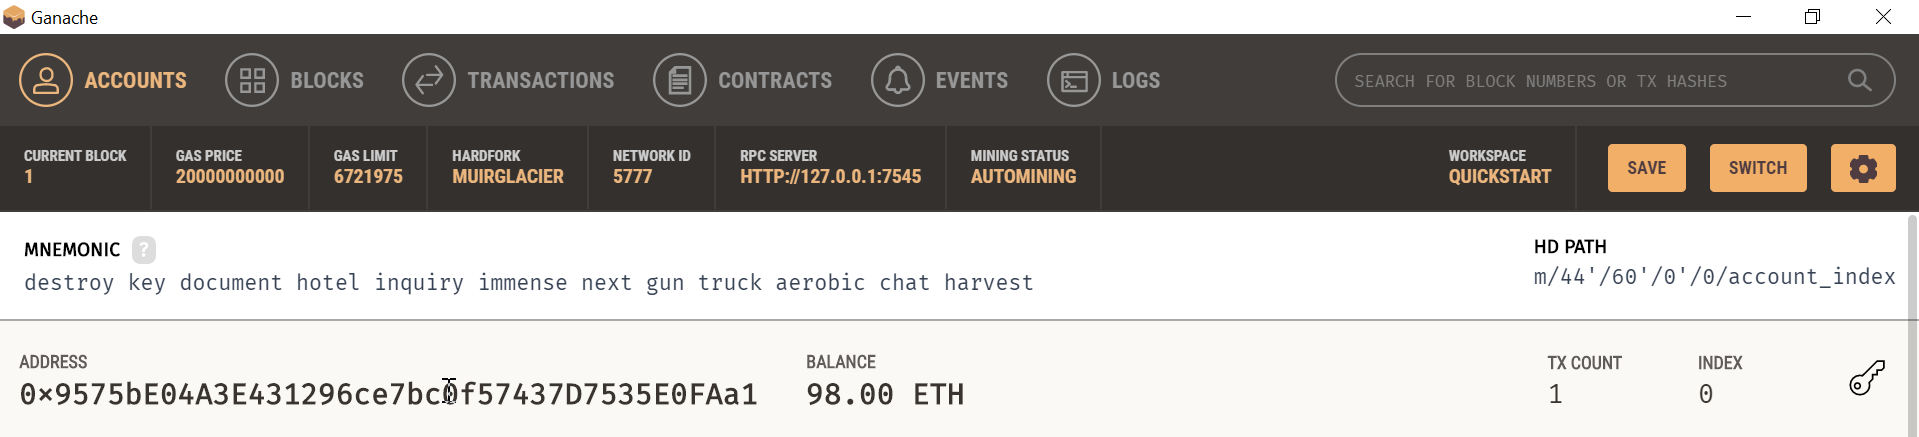 Ganache
ACCOUNTS BLOCKS TRANSACTIONS CONTRACTS EVENTS LOGS SEARCH FOR BLOCK NUMBERS OR TX HASHES
CURRENT BLOCK GAS PRICE GAS LIMIT HARDFORK NETWORK ID RPC SERVER MINING STATUS WORKSPACE
1 20000000000 6721975 MUIRGLACIER 5777 HTTP://127.0.0.1:7545 AUTOMINING QUICKSTART SAVE SWITCH
MNEMONIC ? HD PATH
destroy key document hotel inquiry immense next gun truck aerobic chat harvest m/44'/60'/0'/0/account_index
ADDRESS BALANCE TX COUNT INDEX
0×9575bE04A3E431296ce7bc0f57437D7535E0FAa1 98.00 ETH 1 0